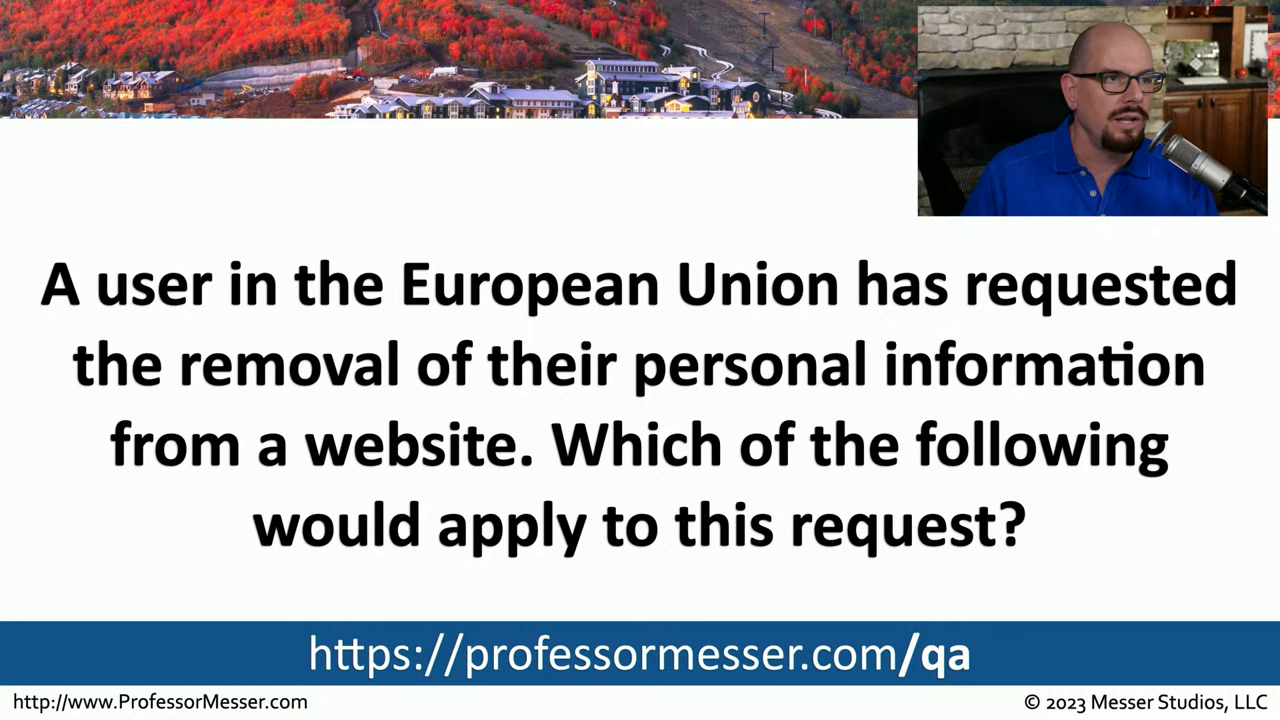 A user in the European Union has requested
the removal of their personal information
from a website. Which of the following
would apply to this request?
https://professormesser.com/qa
http://www.ProfessorMesser.com
© 2023 Messer Studios, LLC